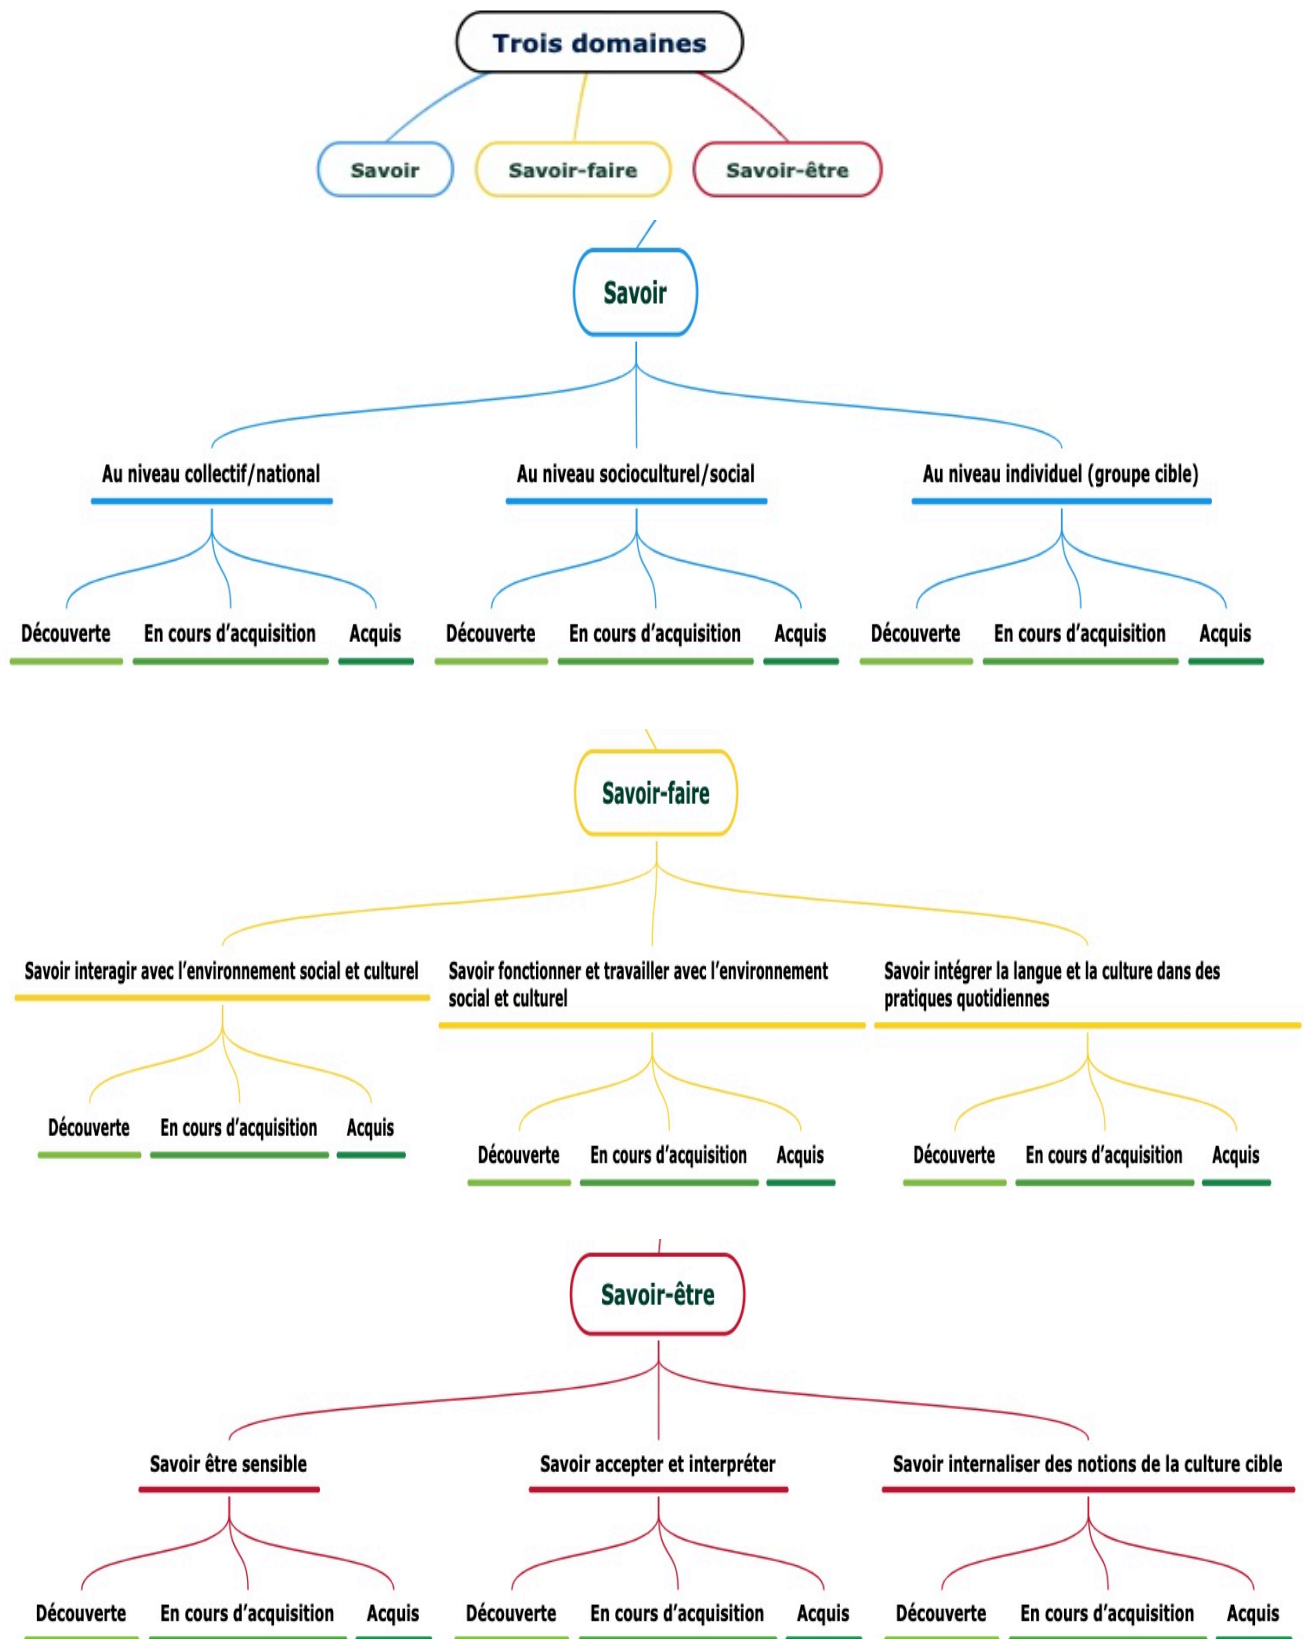 Trois domaines
Savoir
Savoir-faire
Savoir-être
Savoir
Au niveau collectif/national
Au niveau socioculturel/social
Au niveau individuel (groupe cible)
Découverte
En cours d’acquisition
Acquis
Découverte
En cours d’acquisition
Acquis
Découverte
En cours d’acquisition
Acquis
Savoir-faire
Savoir interagir avec l’environnement social et culturel
Savoir fonctionner et travailler avec l’environnement
social et culturel
Savoir intégrer la langue et la culture dans des
pratiques quotidiennes
Découverte
En cours d’acquisition
Acquis
Découverte
En cours d’acquisition
Acquis
Découverte
En cours d’acquisition
Acquis
Savoir-être
Savoir être sensible
Savoir accepter et interpréter
Savoir internaliser des notions de la culture cible
Découverte
En cours d’acquisition
Acquis
Découverte
En cours d’acquisition
Acquis
Découverte
En cours d’acquisition
Acquis